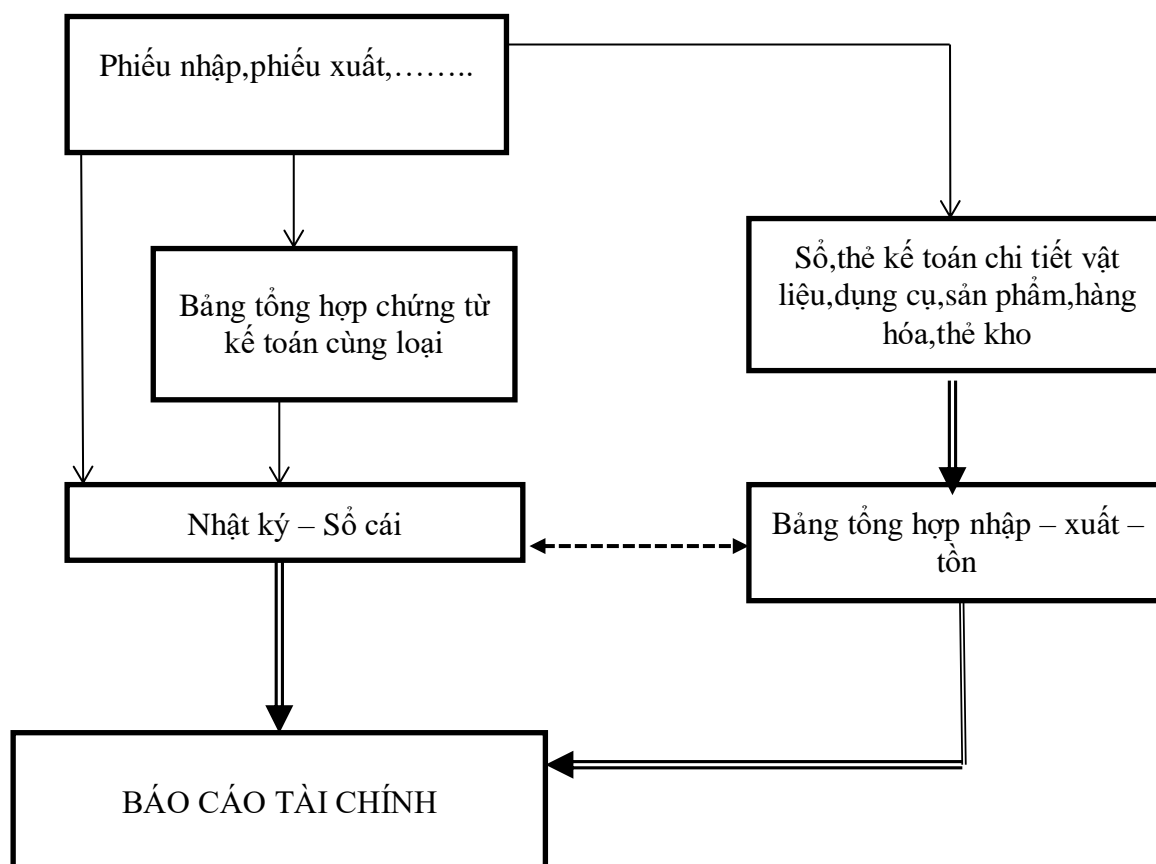 Phiếu nhập,phiếu xuất,……..
Sổ,thẻ kế toán chi tiết vật
liệu,dụng cụ,sản phẩm,hàng
hóa,thẻ kho
Bảng tổng hợp chứng từ
kế toán cùng loại
Nhật ký – Sổ cái
Bảng tổng hợp nhập – xuất –
tồn
BÁO CÁO TÀI CHÍNH